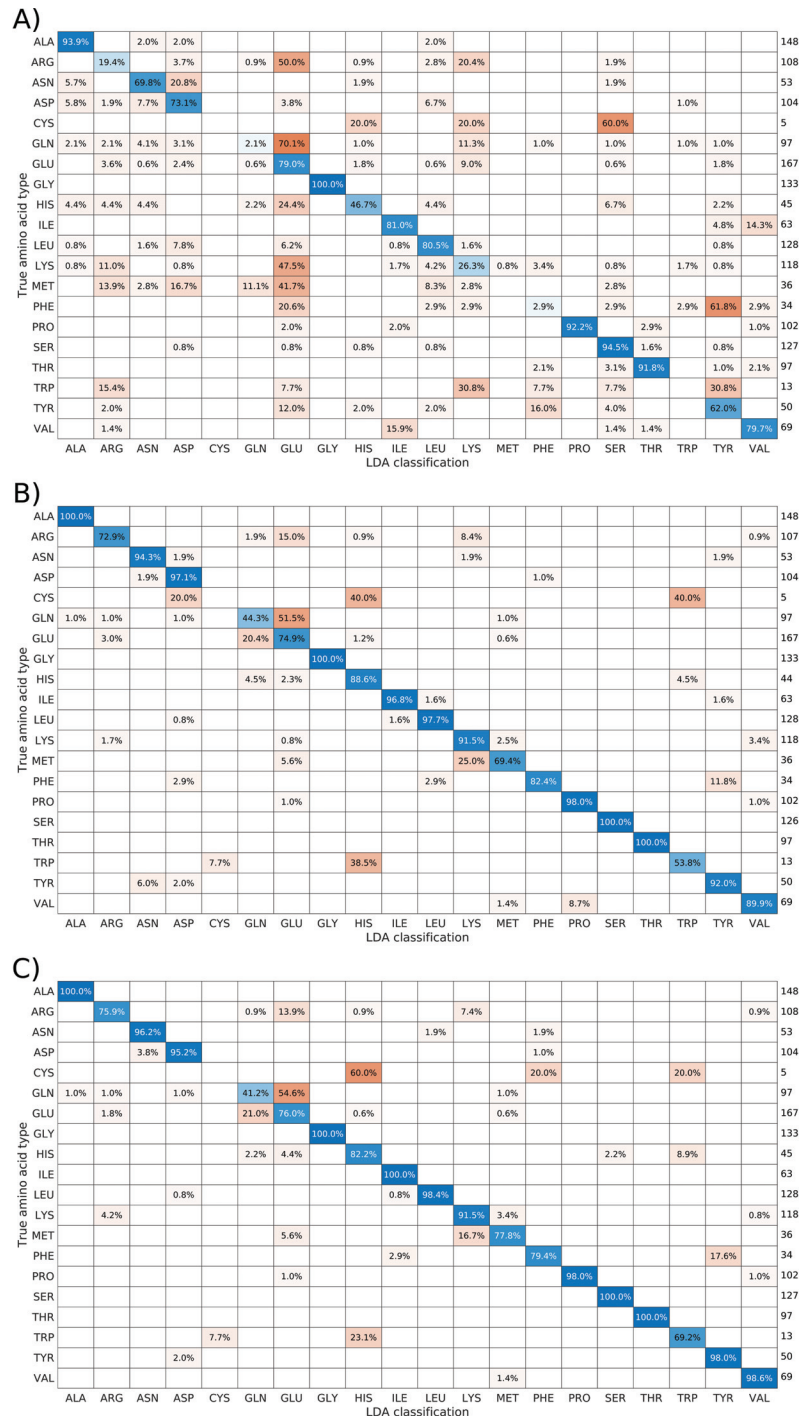 A)
ALA 93.9% 2.0% 2.0% 2.0% 148
ARG 19.4% 3.7% 0.9% 50.0% 0.9% 2.8% 20.4% 1.9% 108
ASN 5.7% 69.8% 20.8% 1.9% 1.9% 53
ASP 5.8% 1.9% 7.7% 73.1% 3.8% 6.7% 1.0% 104
CYS 20.0% 20.0% 60.0% 5
GLN 2.1% 2.1% 4.1% 3.1% 2.1% 70.1% 1.0% 11.3% 1.0% 1.0% 1.0% 1.0% 97
GLU 3.6% 0.6% 2.4% 0.6% 79.0% 1.8% 0.6% 9.0% 0.6% 1.8% 167
GLY 100.0% 133
HIS 4.4% 4.4% 4.4% 2.2% 24.4% 46.7% 4.4% 6.7% 2.2% 45
ILE 81.0% 4.8% 14.3% 63
LEU 0.8% 1.6% 7.8% 6.2% 0.8% 80.5% 1.6% 0.8% 128
LYS 0.8% 11.0% 0.8% 47.5% 1.7% 4.2% 26.3% 0.8% 3.4% 0.8% 1.7% 0.8% 118
MET 13.9% 2.8% 16.7% 11.1% 41.7% 8.3% 2.8% 2.8% 36
PHE 20.6% 2.9% 2.9% 2.9% 2.9% 2.9% 61.8% 2.9% 34
PRO 2.0% 2.0% 92.2% 2.9% 1.0% 102
SER 0.8% 0.8% 0.8% 0.8% 94.5% 1.6% 0.8% 127
THR 2.1% 3.1% 91.8% 1.0% 2.1% 97
TRP 15.4% 7.7% 30.8% 7.7% 7.7% 30.8% 13
TYR 2.0% 12.0% 2.0% 2.0% 16.0% 4.0% 62.0% 50
VAL 1.4% 15.9% 1.4% 1.4% 79.7% 69
ALA ARG ASN ASP CYS GLN GLU GLY HIS ILE LEU LYS MET PHE PRO SER THR TRP TYR VAL
LDA classification
True amino acid type
B)
ALA 100.0% 148
ARG 72.9% 1.9% 15.0% 0.9% 8.4% 0.9% 107
ASN 94.3% 1.9% 1.9% 1.9% 53
ASP 1.9% 97.1% 1.0% 104
CYS 20.0% 40.0% 40.0% 5
GLN 1.0% 1.0% 1.0% 44.3% 51.5% 1.0% 97
GLU 3.0% 20.4% 74.9% 1.2% 0.6% 167
GLY 100.0% 133
HIS 4.5% 2.3% 88.6% 4.5% 44
ILE 96.8% 1.6% 1.6% 63
LEU 0.8% 1.6% 97.7% 128
LYS 1.7% 0.8% 91.5% 2.5% 3.4% 118
MET 5.6% 25.0% 69.4% 36
PHE 2.9% 2.9% 82.4% 11.8% 34
PRO 1.0% 98.0% 1.0% 102
SER 100.0% 126
THR 100.0% 97
TRP 7.7% 38.5% 53.8% 13
TYR 6.0% 2.0% 92.0% 50
VAL 1.4% 8.7% 89.9% 69
ALA ARG ASN ASP CYS GLN GLU GLY HIS ILE LEU LYS MET PHE PRO SER THR TRP TYR VAL
LDA classification
True amino acid type
C)
ALA 100.0% 148
ARG 75.9% 0.9% 13.9% 0.9% 7.4% 0.9% 108
ASN 96.2% 1.9% 1.9% 53
ASP 3.8% 95.2% 1.0% 104
CYS 60.0% 20.0% 20.0% 5
GLN 1.0% 1.0% 1.0% 41.2% 54.6% 1.0% 97
GLU 1.8% 21.0% 76.0% 0.6% 0.6% 167
GLY 100.0% 133
HIS 2.2% 4.4% 82.2% 2.2% 8.9% 45
ILE 100.0% 63
LEU 0.8% 0.8% 98.4% 128
LYS 4.2% 91.5% 3.4% 0.8% 118
MET 5.6% 16.7% 77.8% 36
PHE 2.9% 79.4% 17.6% 34
PRO 1.0% 98.0% 1.0% 102
SER 100.0% 127
THR 100.0% 97
TRP 7.7% 23.1% 69.2% 13
TYR 2.0% 98.0% 50
VAL 1.4% 98.6% 69
ALA ARG ASN ASP CYS GLN GLU GLY HIS ILE LEU LYS MET PHE PRO SER THR TRP TYR VAL
LDA classification
True amino acid type